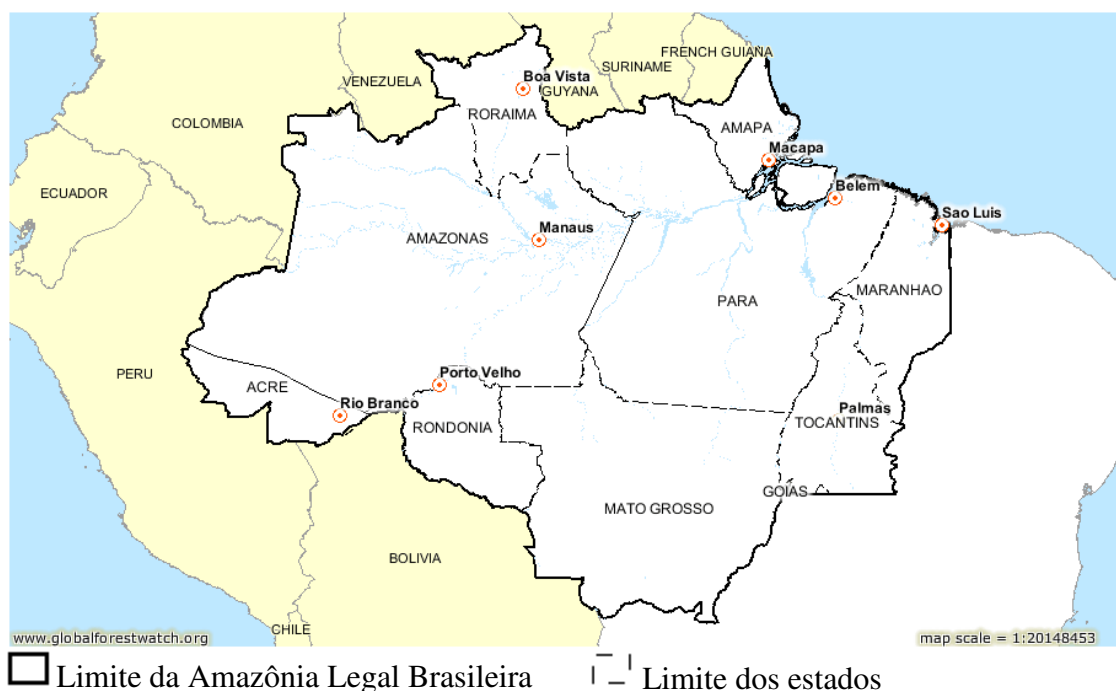 FRENCH GUIANA
SURINAME
Boa Vista
VENEZUELA
GUYANA
RORAIMA
COLOMBIA
AMAPA
Macapa
ECUADOR
Belem
Sao Luis
Manaus
AMAZONAS
MARANHAO
PARA
PERU
Porto Velho
ACRE
Rio Branco
Palmas
RONDONIA
TOCANTINS
GOIAS
MATO GROSSO
BOLIVIA
CHILE
www.globalforestwatch.org
map scale = 1:20148453
Limite da Amazônia Legal Brasileira
Limite dos estados